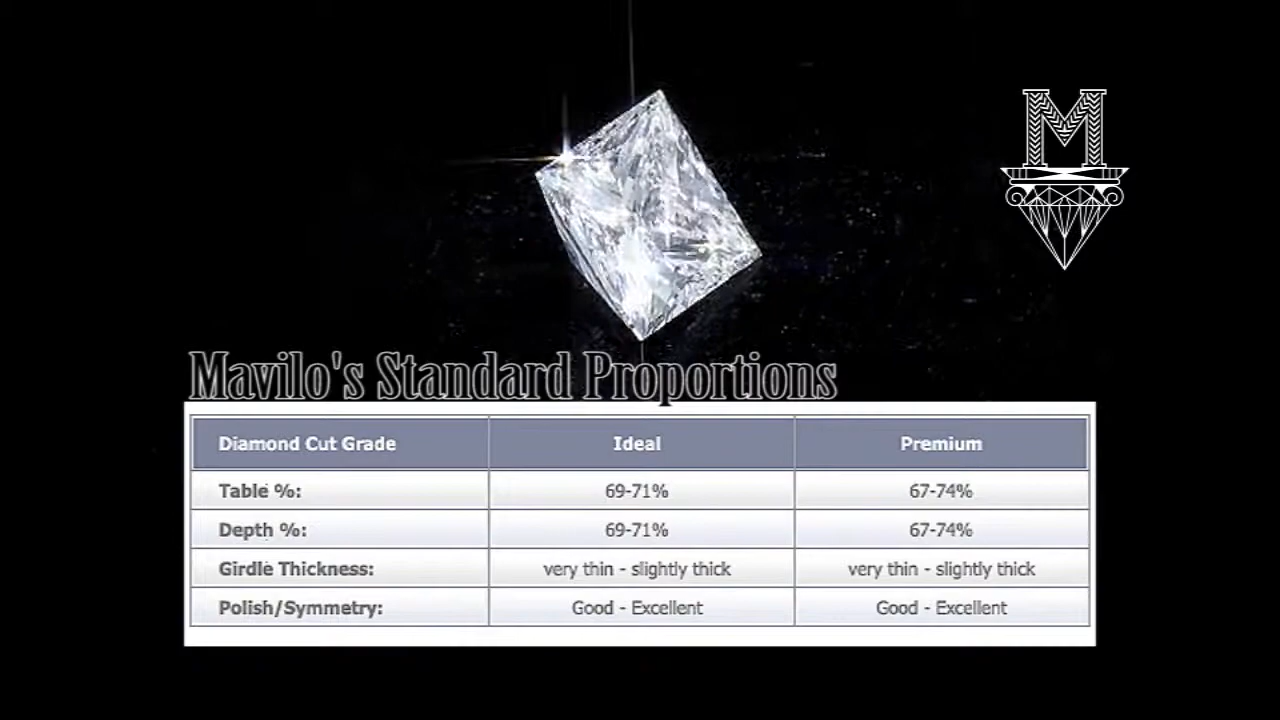 M
Mavilo's Standard Proportions
Diamond Cut Grade Ideal Premium
Table %: 69-71% 67-74%
Depth %: 69-71% 67-74%
Girdle Thickness: very thin - slightly thick very thin - slightly thick
Polish/Symmetry: Good - Excellent Good - Excellent